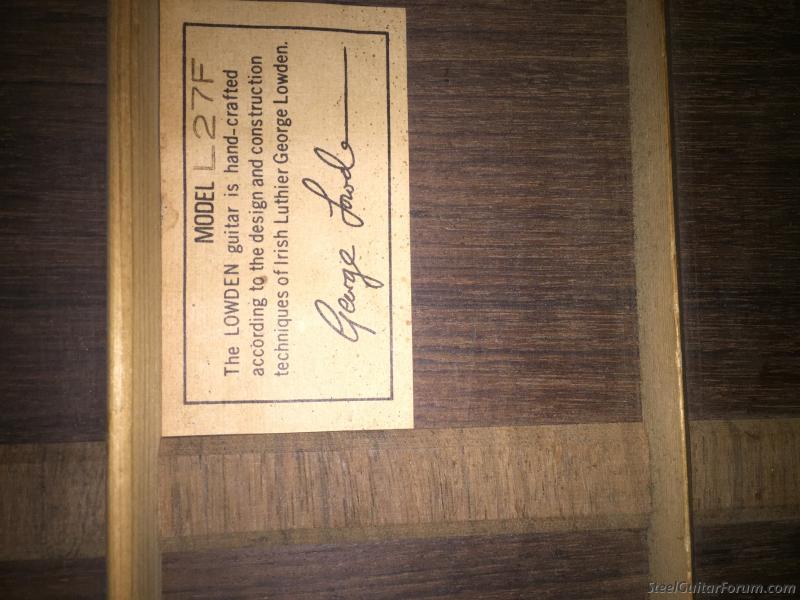 MODEL L27F
The LOWDEN guitar is hand-crafted
according to the design and construction
techniques of Irish Luthier George Lowden.
George Lowden
SteelGuitarForum.com